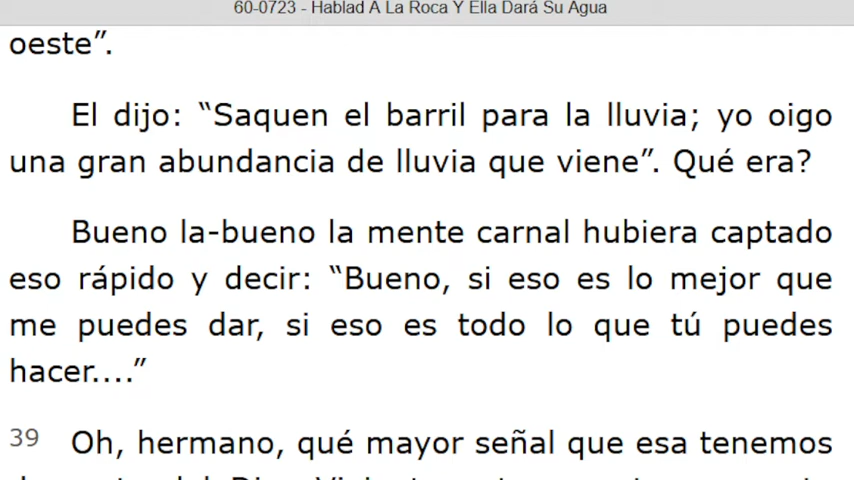 60-0723 - Hablad A La Roca Y Ella Dará Su Agua
oeste”.
El dijo: “Saquen el barril para la lluvia; yo oigo
una gran abundancia de lluvia que viene”. Qué era?
Bueno la-bueno la mente carnal hubiera captado
eso rápido y decir: “Bueno, si eso es lo mejor que
me puedes dar, si eso es todo lo que tú puedes
hacer....”
39 Oh, hermano, qué mayor señal que esa tenemos